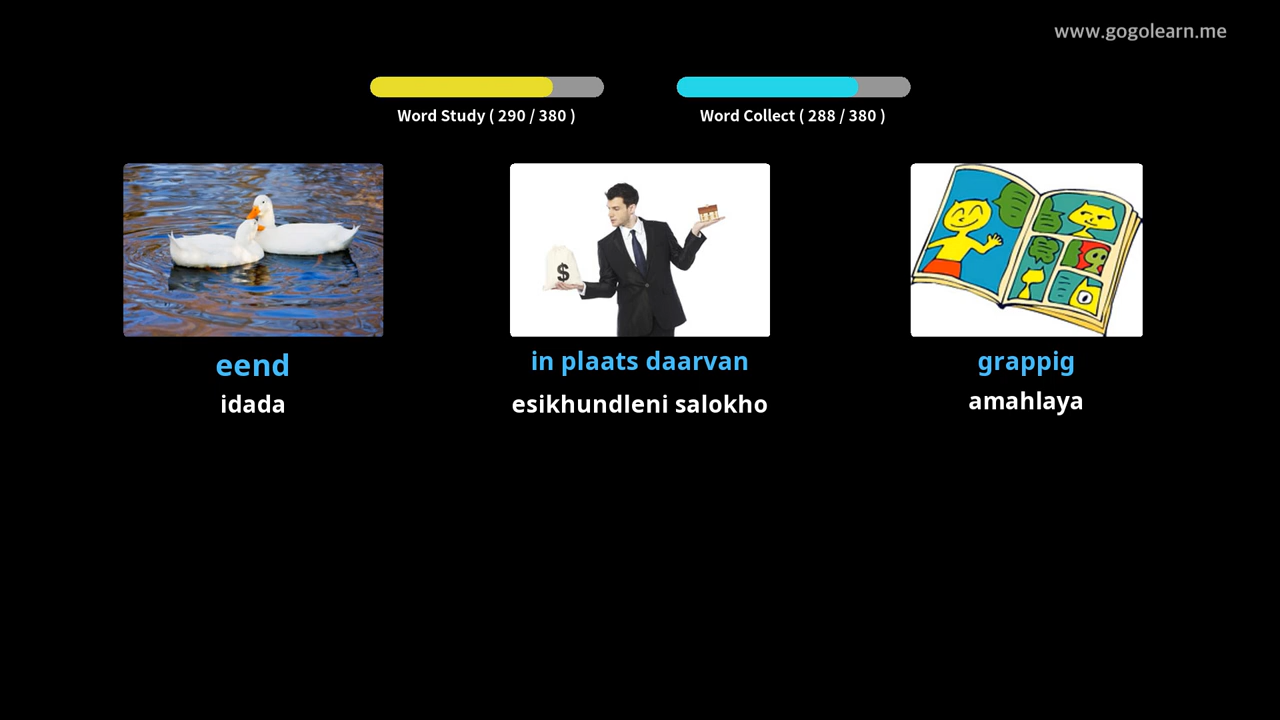 www.gogolearn.me
Word Study ( 290 / 380 )
Word Collect ( 288 / 380 )
$
eend
idada
in plaats daarvan
esikhundleni salokho
grappig
amahlaya